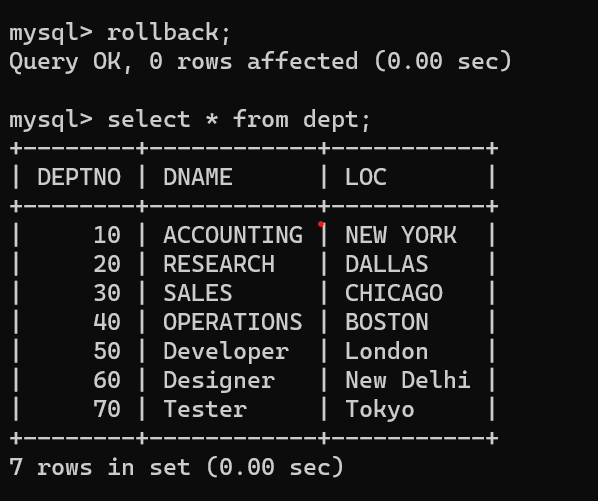 mysql> rollback;
Query OK, 0 rows affected (0.00 sec)
mysql> select * from dept;
+--------+------------+----------+
| DEPTNO | DNAME      | LOC      |
+--------+------------+----------+
|     10 | ACCOUNTING | NEW YORK  |
|     20 | RESEARCH   | DALLAS    |
|     30 | SALES      | CHICAGO   |
|     40 | OPERATIONS | BOSTON    |
|     50 | Developer  | London    |
|     60 | Designer   | New Delhi |
|     70 | Tester     | Tokyo     |
+--------+------------+-----------+
7 rows in set (0.00 sec)